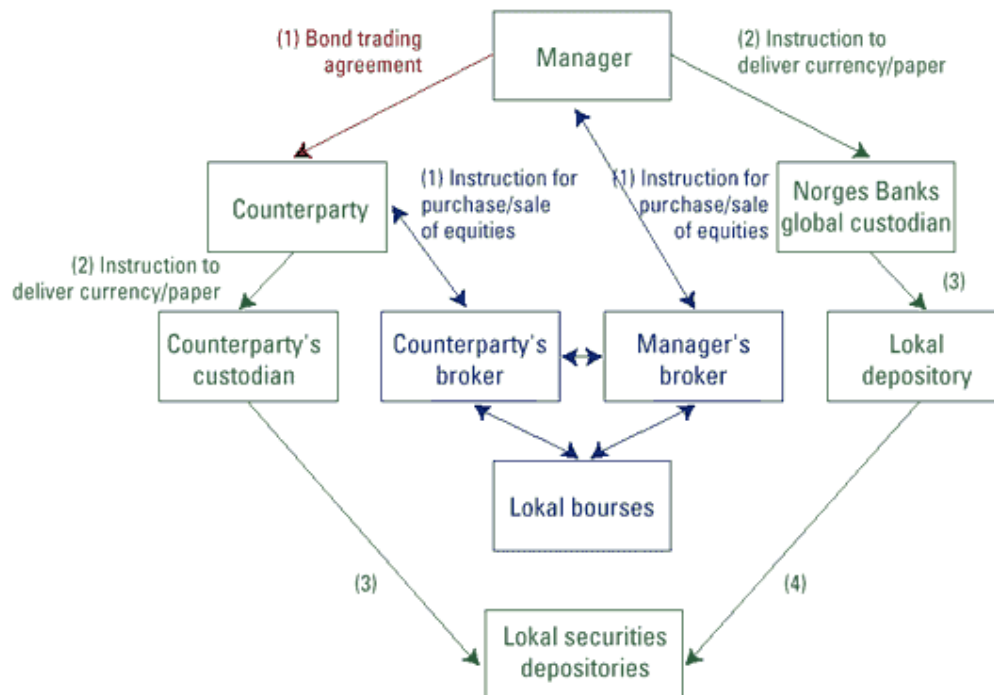 (1) Bond trading
agreement
Manager
(2) Instruction to
deliver currency/paper
Counterparty
(1) Instruction for
purchase/sale
of equities
(1) Instruction for
purchase/sale
of equities
Norges Banks
global custodian
(2) Instruction to
deliver currency/paper
(3)
Counterparty's
custodian
Counterparty's
broker
Manager's
broker
Lokal
depository
Lokal bourses
(3)
(4)
Lokal securities
depositories